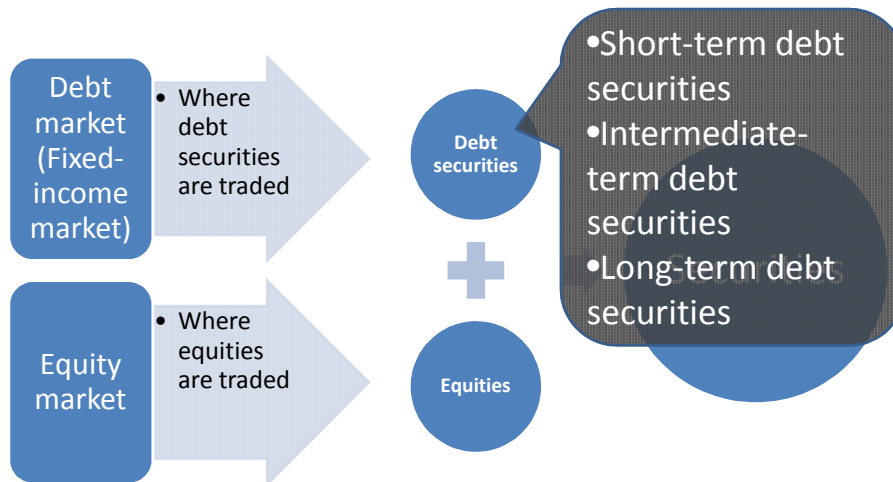 Debt
market
(Fixed-
income
market)
• Where
debt
securities
are traded
Debt
securities
•Short-term debt
securities
•Intermediate-
term debt
securities
•Long-term debt
securities
Securities
Equity
market
• Where
equities
are traded
Equities